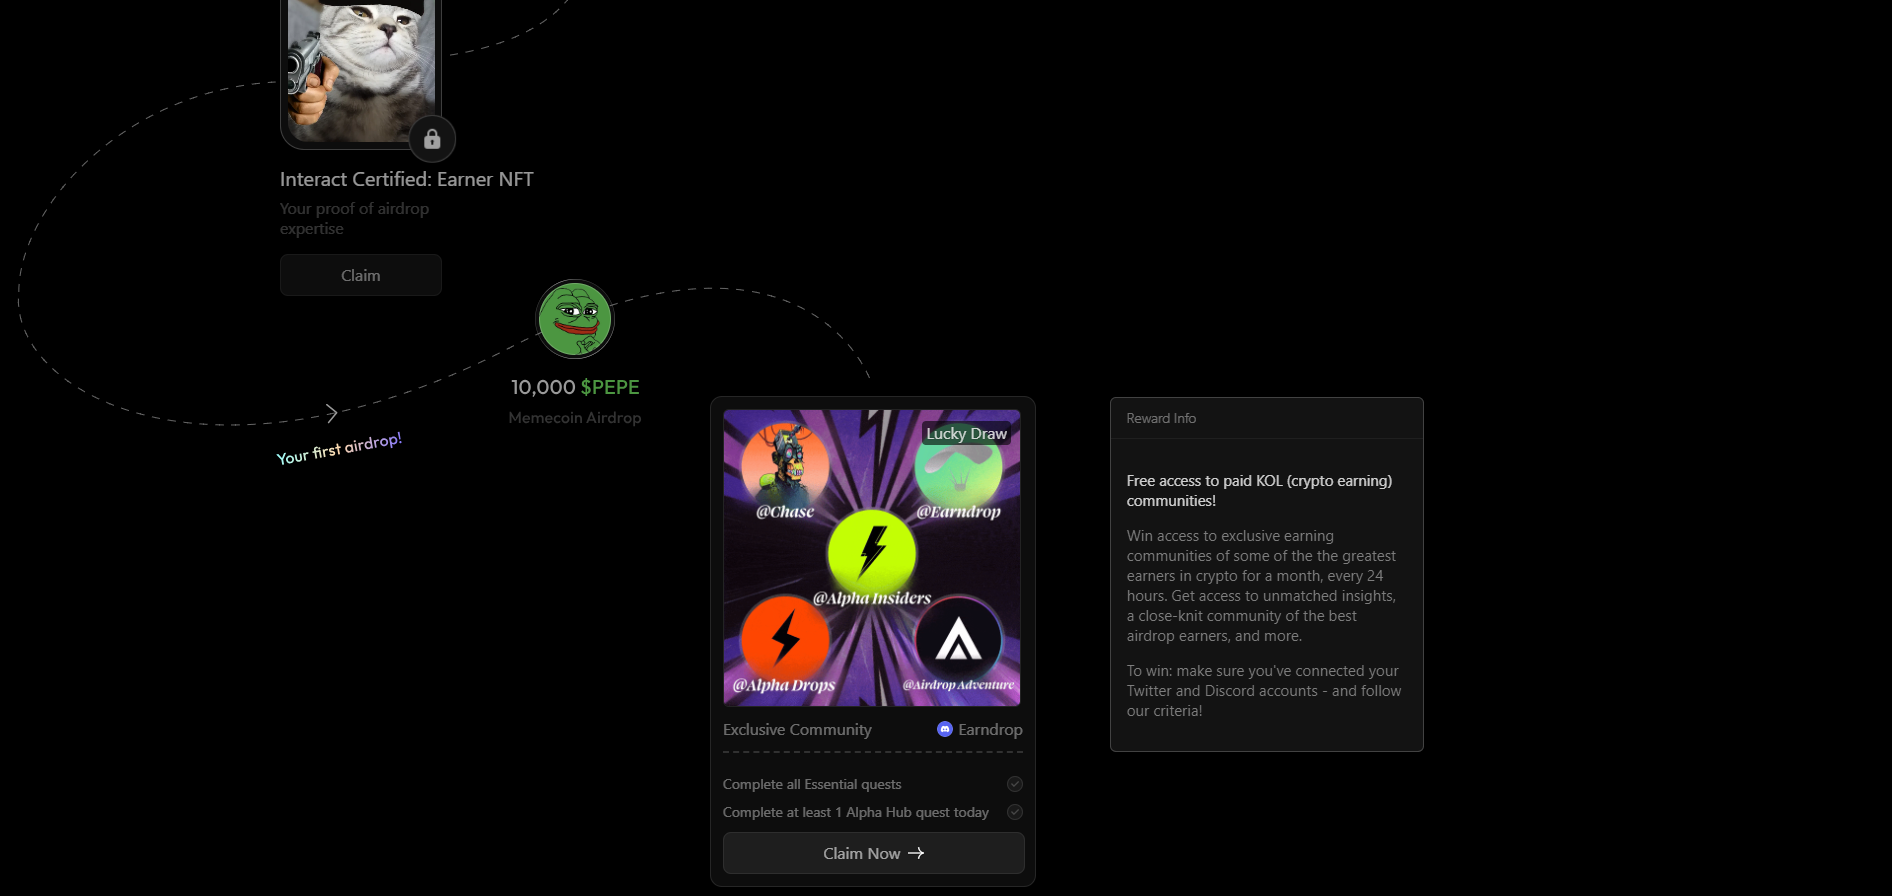 Interact Certified: Earner NFT
Your proof of airdrop
expertise
Claim
Your first airdrop!
10,000 $PEPE
Memecoin Airdrop
Lucky Draw
@Chase
@Earndrop
@Alpha Insiders
@Alpha Drops
@Airdrop Adventure
Exclusive Community
Earndrop
Complete all Essential quests
Complete at least 1 Alpha Hub quest today
Claim Now
Reward Info
Free access to paid KOL (crypto earning)
communities!
Win access to exclusive earning
communities of some of the the greatest
earners in crypto for a month, every 24
hours. Get access to unmatched insights,
a close-knit community of the best
airdrop earners, and more.
To win: make sure you've connected your
Twitter and Discord accounts - and follow
our criteria!